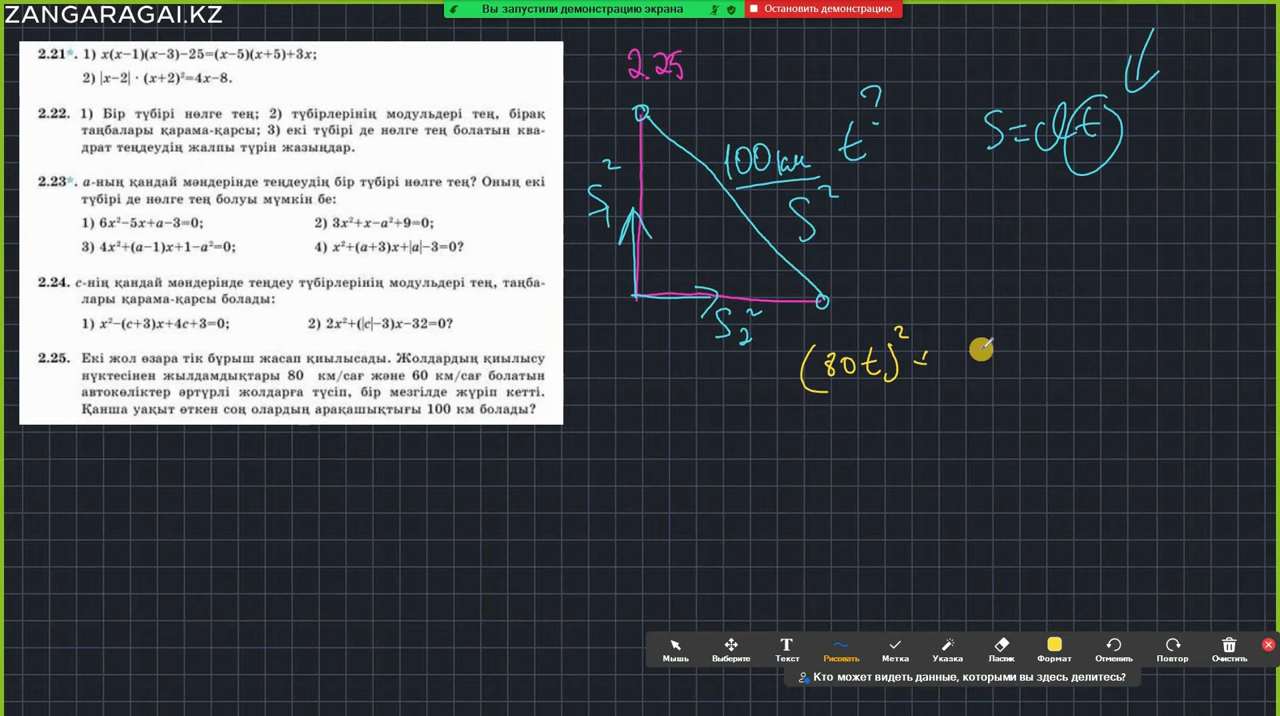 ZANGARAGAI.KZ
Вы запустили демонстрацию экрана
Остановить демонстрацию
2.21*. 1) x(x−1)(x−3)−25=(x−5)(x+5)+3x;
2) |x−2| · (x+2)²=4x−8.
2.22. 1) Бір түбірі нөлге тең; 2) түбірлерінің модульдері тең, бірақ
таңбалары қарама-қарсы; 3) екі түбірі де нөлге тең болатын ква-
драт теңдеудің жалпы түрін жазыңдар.
2.23*. a-ның қандай мәндерінде теңдеудің бір түбірі нөлге тең? Оның екі
түбірі де нөлге тең болуы мүмкін бе:
1) 6x²−5x+a−3=0; 2) 3x²+x−a²+9=0;
3) 4x²+(a−1)x+1−a²=0; 4) x²+(a+3)x+|a|−3=0?
2.24. c-нің қандай мәндерінде теңдеу түбірлерінің модульдері тең, таңба-
лары қарама-қарсы болады:
1) x²−(c+3)x+4c+3=0; 2) 2x²+(|c|−3)x−32=0?
2.25. Екі жол өзара тік бұрыш жасап қиылысады. Жолдардың қиылысу
нүктесінен жылдамдықтары 80 км/сағ және 60 км/сағ болатын
автокөліктер әртүрлі жолдарға түсіп, бір мезгілде жүріп кетті.
Қанша уақыт өткен соң олардың арақашықтығы 100 км болады?
2.25
100 км
t?
S²
S₁²
S₂²
S=υt
(80t)²+
Мышь Выберите Текст Рисовать Метка Указка Ластик Формат Отменить Повтор Очистить
Кто может видеть данные, которыми вы здесь делитесь?